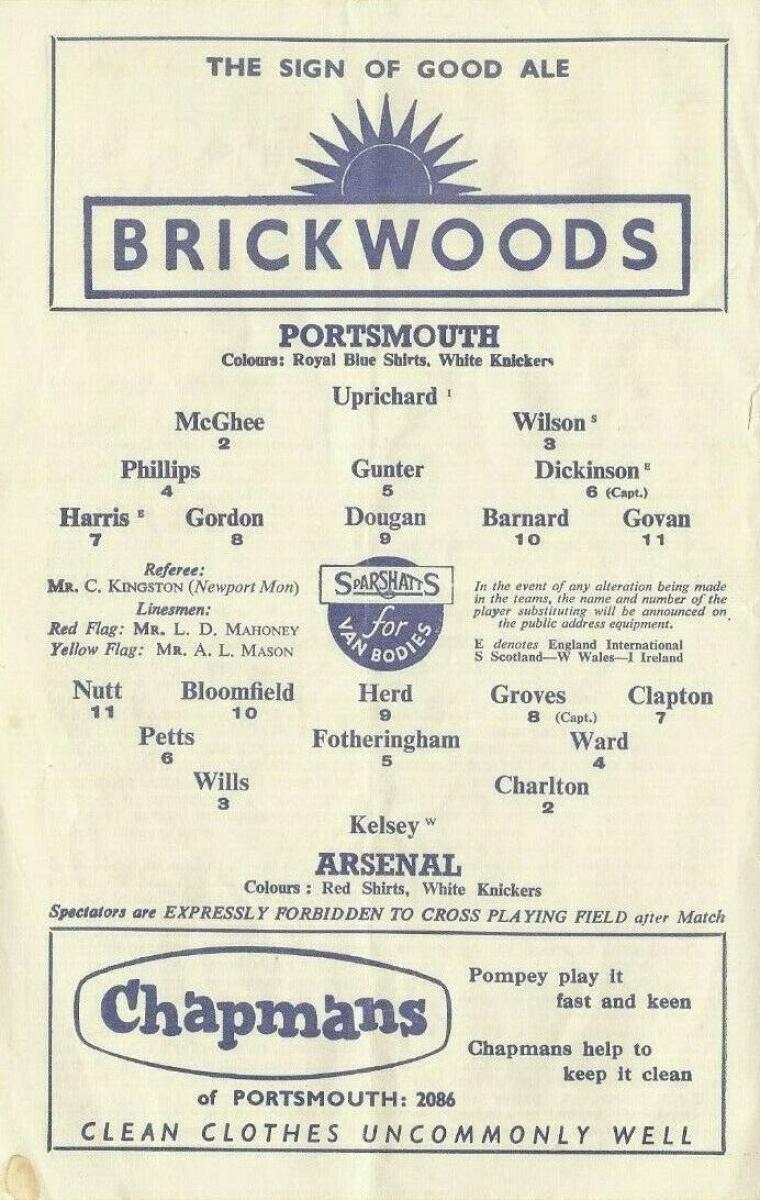 THE SIGN OF GOOD ALE
BRICKWOODS
PORTSMOUTH
Colours: Royal Blue Shirts, White Knickers
Uprichard I
McGhee Wilson S
2 3
Phillips Gunter Dickinson E
4 5 6 (Capt.)
Harris E Gordon Dougan Barnard Govan
7 8 9 10 11
Referee:
MR. C. KINGSTON (Newport Mon)
Linesmen:
Red Flag: MR. L. D. MAHONEY
Yellow Flag: MR. A. L. MASON
SPARSHATTS
for
VAN BODIES
In the event of any alteration being made
in the teams, the name and number of the
player substituting will be announced on
the public address equipment.
E denotes England International
S Scotland—W Wales—I Ireland
Nutt Bloomfield Herd Groves Clapton
11 10 9 8 (Capt.) 7
Petts Fotheringham Ward
6 5 4
Wills Charlton
3 2
Kelsey W
ARSENAL
Colours : Red Shirts, White Knickers
Spectators are EXPRESSLY FORBIDDEN TO CROSS PLAYING FIELD after Match
Chapmans
of PORTSMOUTH: 2086
Pompey play it
fast and keen
Chapmans help to
keep it clean
CLEAN CLOTHES UNCOMMONLY WELL